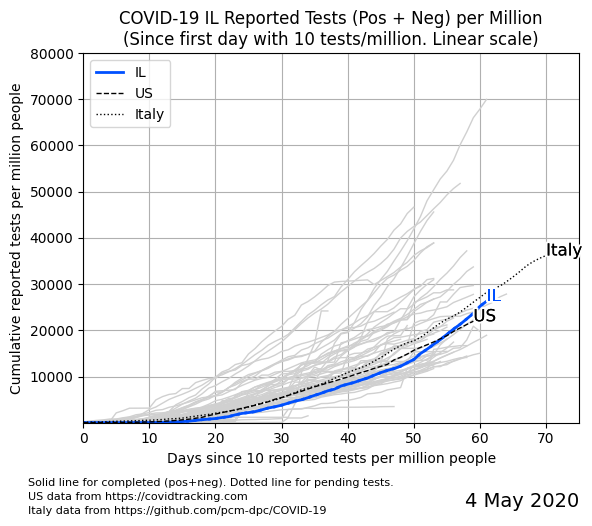 COVID-19 IL Reported Tests (Pos + Neg) per Million
(Since first day with 10 tests/million. Linear scale)
Cumulative reported tests per million people
80000
70000
60000
50000
40000
30000
20000
10000
IL
US
Italy
Italy
IL
US
0 10 20 30 40 50 60 70
Days since 10 reported tests per million people
Solid line for completed (pos+neg). Dotted line for pending tests.
US data from https://covidtracking.com
Italy data from https://github.com/pcm-dpc/COVID-19
4 May 2020